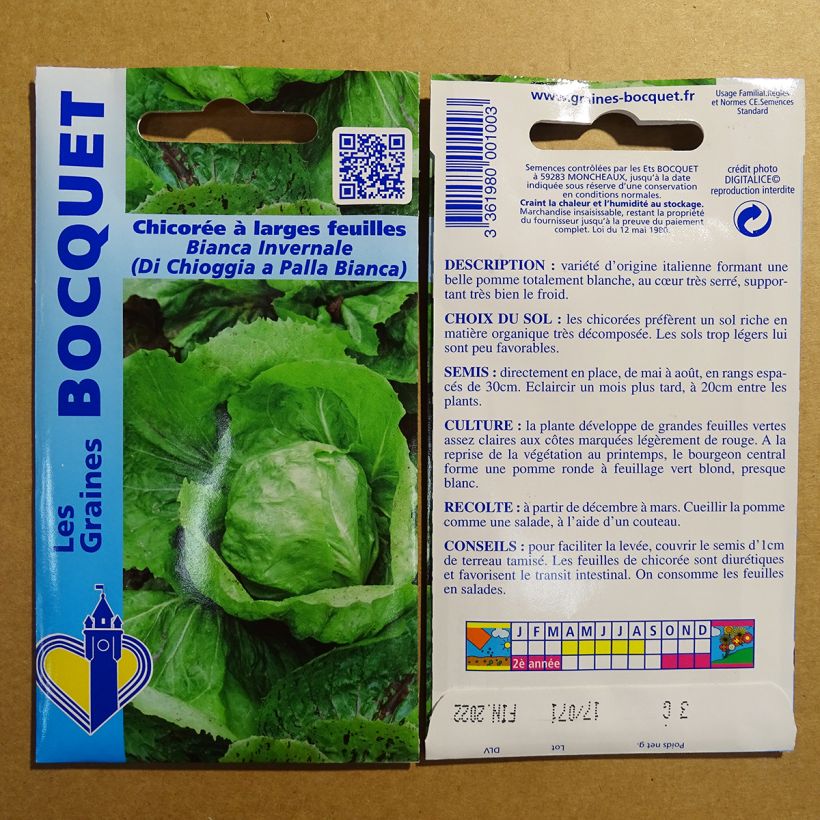 Les
Graines
BOCQUET
Chicorée à larges feuilles
Bianca Invernale
(Di Chioggia a Palla Bianca)
3 361960 001003
www.graines-bocquet.fr
Usage Familial.Règles
et Normes CE.Semences
Standard
Semences contrôlées par les Ets BOCQUET
à 59283 MONCHEAUX, jusqu'à la date
indiquée sous réserve d'une conservation
en conditions normales.
Craint la chaleur et l'humidité au stockage.
Marchandise insaisissable, restant la propriété
du fournisseur jusqu'à la preuve du paiement
complet. Loi du 12 mai 1980.
crédit photo
DIGITALICE©
reproduction interdite
DESCRIPTION : variété d'origine italienne formant une
belle pomme totalement blanche, au cœur très serré, suppor-
tant très bien le froid.
CHOIX DU SOL : les chicorées préfèrent un sol riche en
matière organique très décomposée. Les sols trop légers lui
sont peu favorables.
SEMIS : directement en place, de mai à août, en rangs espa-
cés de 30cm. Eclaircir un mois plus tard, à 20cm entre les
plants.
CULTURE : la plante développe de grandes feuilles vertes
assez claires aux côtes marquées légèrement de rouge. A la
reprise de la végétation au printemps, le bourgeon central
forme une pomme ronde à feuillage vert blond, presque
blanc.
RECOLTE : à partir de décembre à mars. Cueillir la pomme
comme une salade, à l'aide d'un couteau.
CONSEILS : pour faciliter la levée, couvrir le semis d'1cm
de terreau tamisé. Les feuilles de chicorée sont diurétiques
et favorisent le transit intestinal. On consomme les feuilles
en salades.
J F M A M J J A S O N D
2è année
3 G 17/071 FIN.2022
Poids net g. Lot DLV